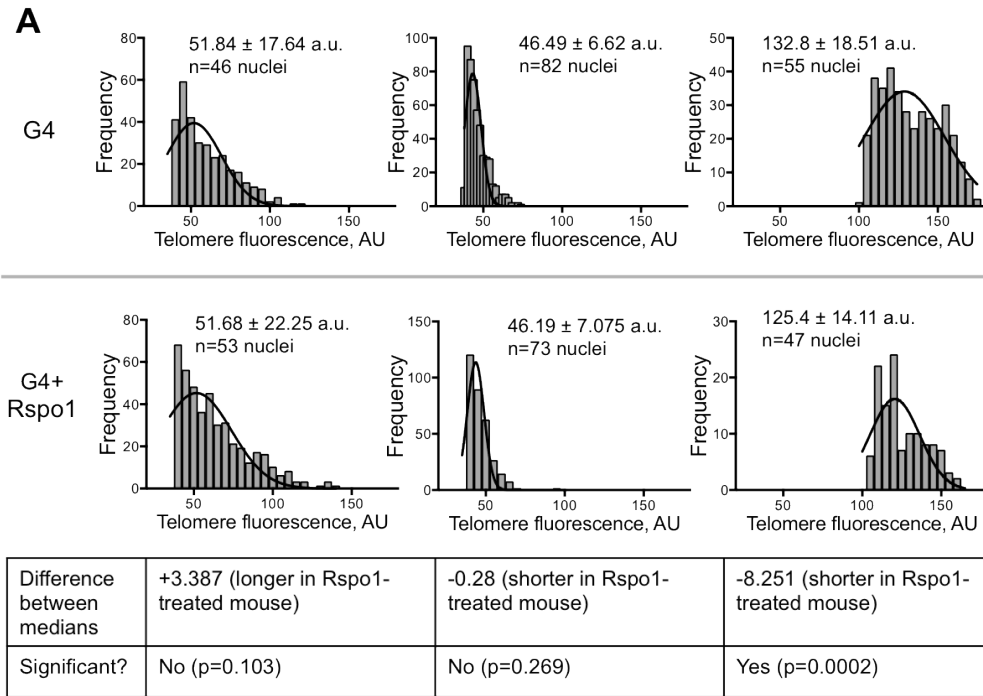 A
G4
51.84 ± 17.64 a.u.
n=46 nuclei
80
60
40
20
0
Frequency
50
100
150
Telomere fluorescence, AU
46.49 ± 6.62 a.u.
n=82 nuclei
100
80
60
40
20
0
Frequency
50
100
150
Telomere fluorescence, AU
132.8 ± 18.51 a.u.
n=55 nuclei
50
40
30
20
10
0
Frequency
50
100
150
Telomere fluorescence, AU
G4+
Rspo1
51.68 ± 22.25 a.u.
n=53 nuclei
80
60
40
20
0
Frequency
50
100
150
Telomere fluorescence, AU
46.19 ± 7.075 a.u.
n=73 nuclei
150
100
50
0
Frequency
50
100
150
Telomere fluorescence, AU
125.4 ± 14.11 a.u.
n=47 nuclei
30
20
10
0
Frequency
50
100
150
Telomere fluorescence, AU
Difference
between
medians
+3.387 (longer in Rspo1-
treated mouse)
-0.28 (shorter in Rspo1-
treated mouse)
-8.251 (shorter in Rspo1-
treated mouse)
Significant?
No (p=0.103)
No (p=0.269)
Yes (p=0.0002)